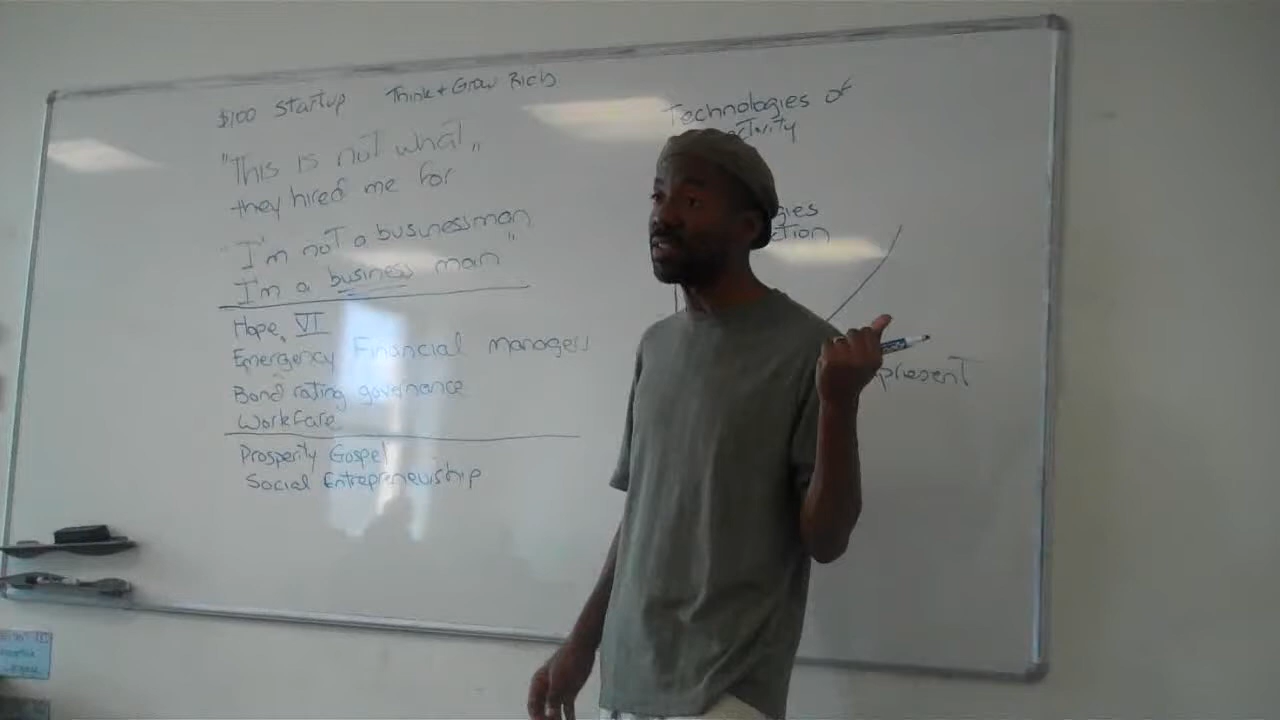 $100 Startup Think + Grow Rich
"This is not what"
they hired me for
"I'm not a businessman
I'm a business man"
Hope VI
Emergency Financial managers
Bond rating governance
Workfare
Prosperity Gospel
Social Entrepreneurship
Technologies of
present